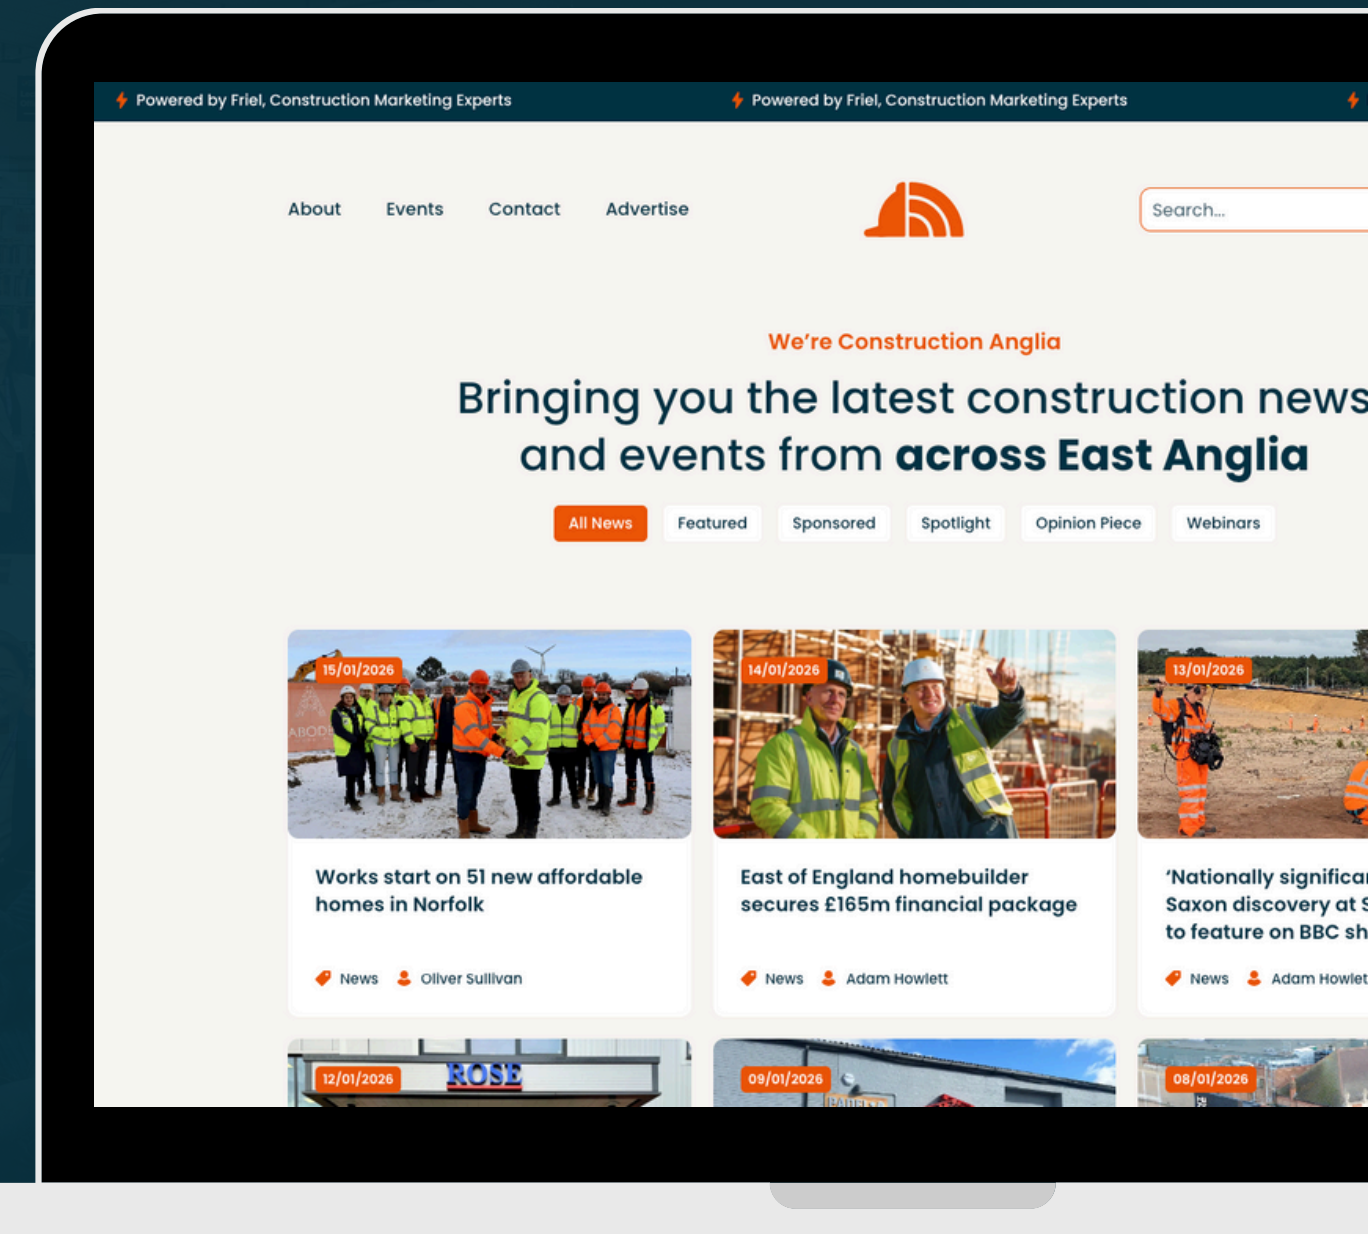 Powered by Friel, Construction Marketing Experts
Powered by Friel, Construction Marketing Experts
About
Events
Contact
Advertise
Search...
We're Construction Anglia
Bringing you the latest construction news
and events from across East Anglia
All News
Featured
Sponsored
Spotlight
Opinion Piece
Webinars
15/01/2026
ABODE
Works start on 51 new affordable
homes in Norfolk
News
Oliver Sullivan
14/01/2026
East of England homebuilder
secures £165m financial package
News
Adam Howlett
13/01/2026
‘Nationally
Saxon discovery at
to feature on BBC
News
Adam
12/01/2026
ROSE
09/01/2026
08/01/2026